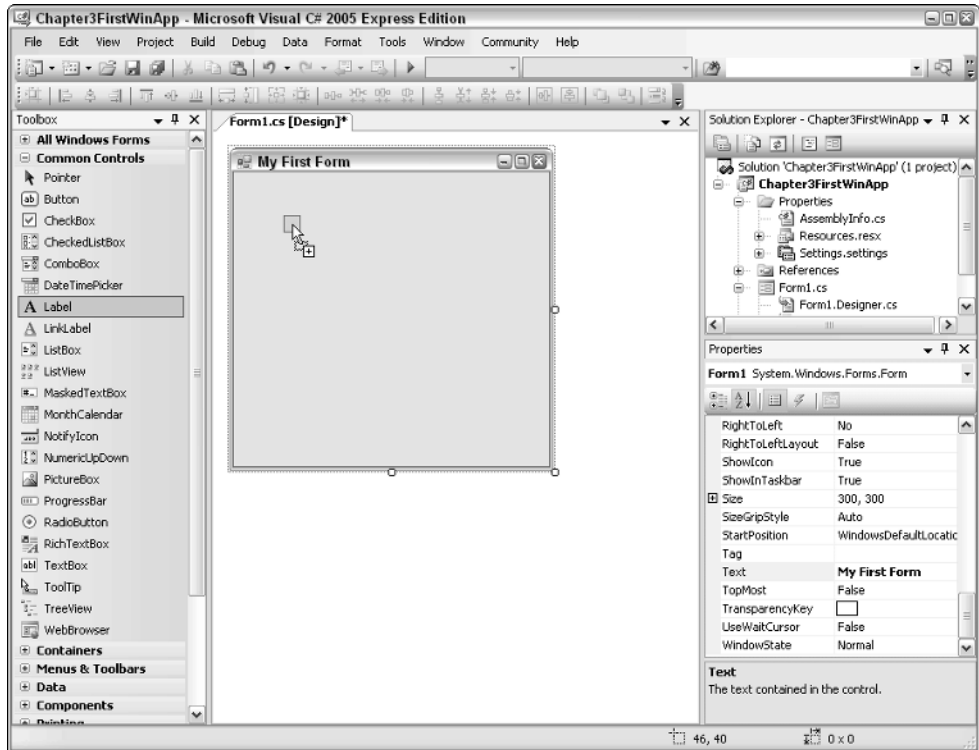 Chapter3FirstWinApp - Microsoft Visual C# 2005 Express Edition
File Edit View Project Build Debug Data Format Tools Window Community Help
Toolbox
All Windows Forms
Common Controls
Pointer
Button
CheckBox
CheckedListBox
ComboBox
DateTimePicker
Label
LinkLabel
ListBox
ListView
MaskedTextBox
MonthCalendar
NotifyIcon
NumericUpDown
PictureBox
ProgressBar
RadioButton
RichTextBox
TextBox
ToolTip
TreeView
WebBrowser
Containers
Menus & Toolbars
Data
Components
Printing
Form1.cs [Design]*
My First Form
Solution Explorer - Chapter3FirstWinApp
Solution 'Chapter3FirstWinApp' (1 project)
Chapter3FirstWinApp
Properties
AssemblyInfo.cs
Resources.resx
Settings.settings
References
Form1.cs
Form1.Designer.cs
Properties
Form1 System.Windows.Forms.Form
RightToLeft No
RightToLeftLayout False
ShowIcon True
ShowInTaskbar True
Size 300, 300
SizeGripStyle Auto
StartPosition WindowsDefaultLocatic
Tag
Text My First Form
TopMost False
TransparencyKey
UseWaitCursor False
WindowState Normal
Text
The text contained in the control.
46, 40 0 x 0